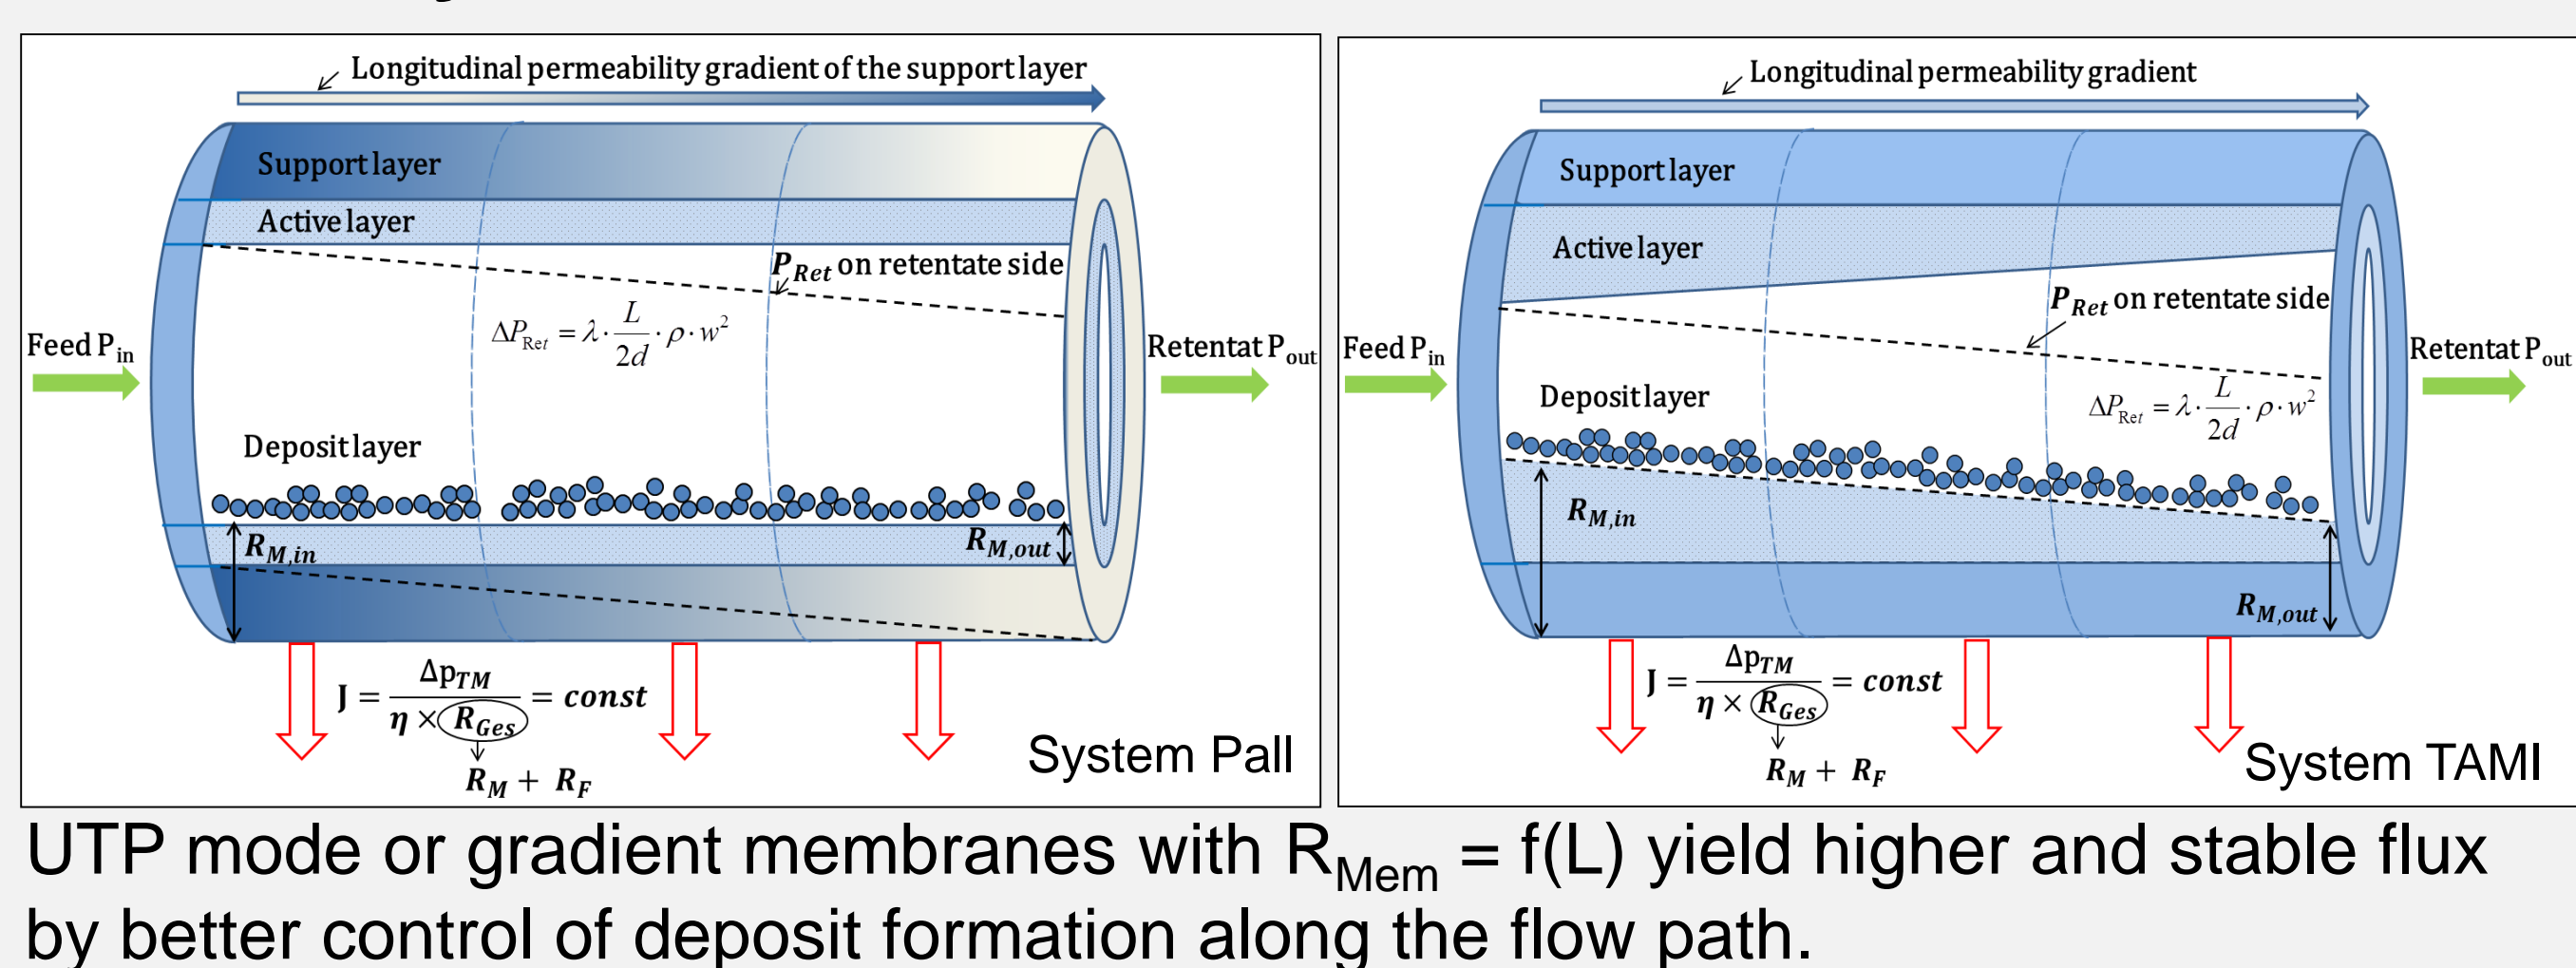 Longitudinal permeability gradient of the support layer
Support layer
Active layer
P_Ret on retentate side
ΔP_Ret = λ · L/2d · ρ · w²
Feed P_in
Retentat P_out
Deposit layer
R_M,in
R_M,out
J = Δp_TM / η × R_Ges = const
R_M + R_F
System Pall
Longitudinal permeability gradient
Support layer
Active layer
P_Ret on retentate side
Feed P_in
Retentat P_out
Deposit layer
ΔP_Ret = λ · L/2d · ρ · w²
R_M,in
R_M,out
J = Δp_TM / η × R_Ges = const
R_M + R_F
System TAMI
UTP mode or gradient membranes with R_Mem = f(L) yield higher and stable flux
by better control of deposit formation along the flow path.